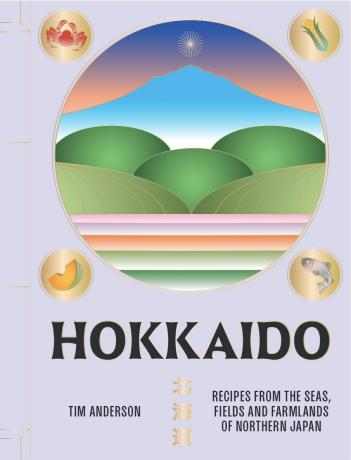 HOKKAIDO
TIM ANDERSON
北海道
RECIPES FROM THE SEAS,
FIELDS AND FARMLANDS
OF NORTHERN JAPAN